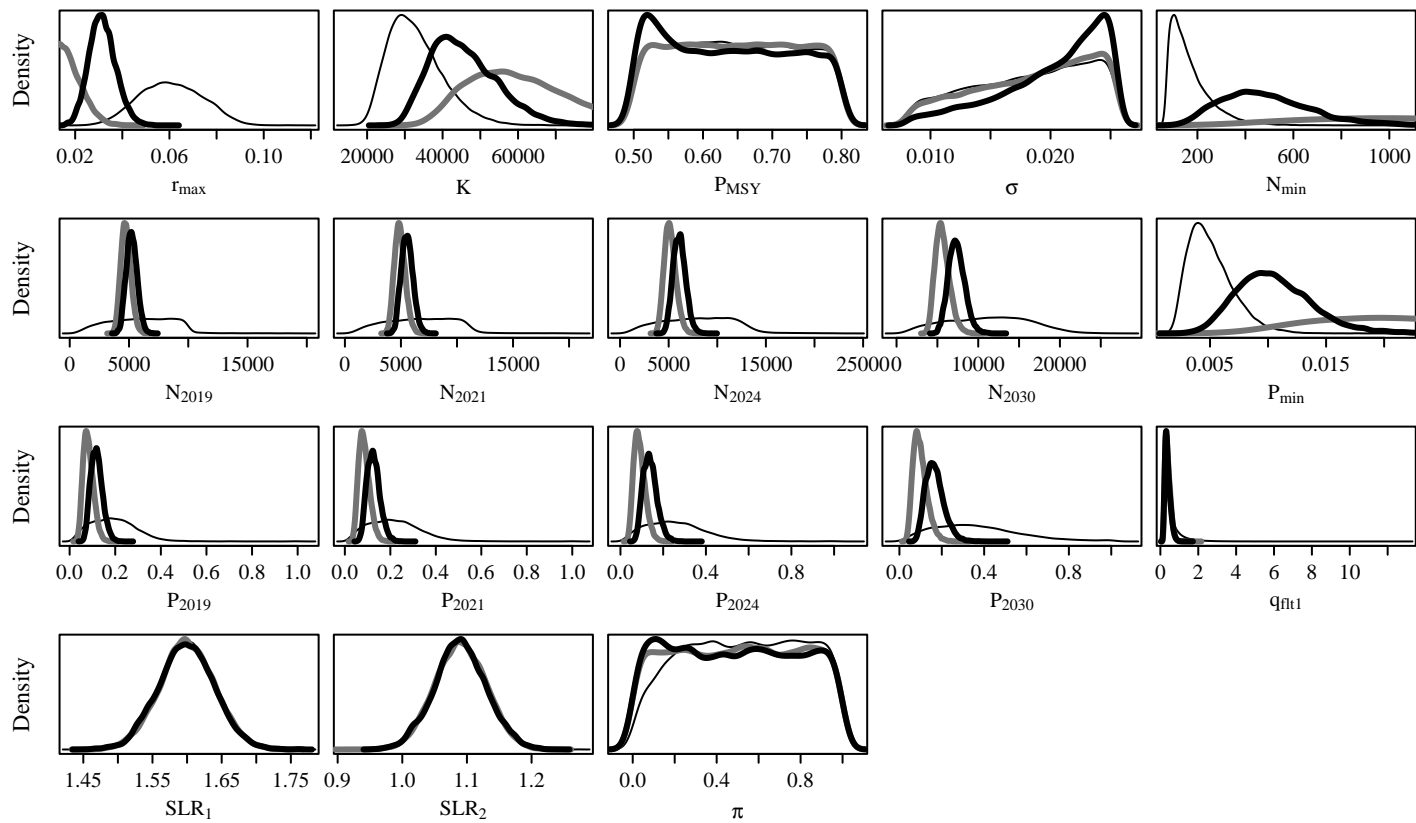 Density
0.02 0.06 0.10
r_max
20000 40000 60000
K
0.50 0.60 0.70 0.80
P_MSY
0.010 0.020
σ
200 600 1000
N_min
Density
0 5000 15000
N_2019
0 5000 15000
N_2021
0 5000 15000 25000
N_2024
0 10000 20000
N_2030
0.005 0.015
P_min
Density
0.0 0.2 0.4 0.6 0.8 1.0
P_2019
0.0 0.2 0.4 0.6 0.8 1.0
P_2021
0.0 0.4 0.8
P_2024
0.0 0.4 0.8
P_2030
0 2 4 6 8 10
q_flt1
Density
1.45 1.55 1.65 1.75
SLR_1
0.9 1.0 1.1 1.2
SLR_2
0.0 0.4 0.8
π